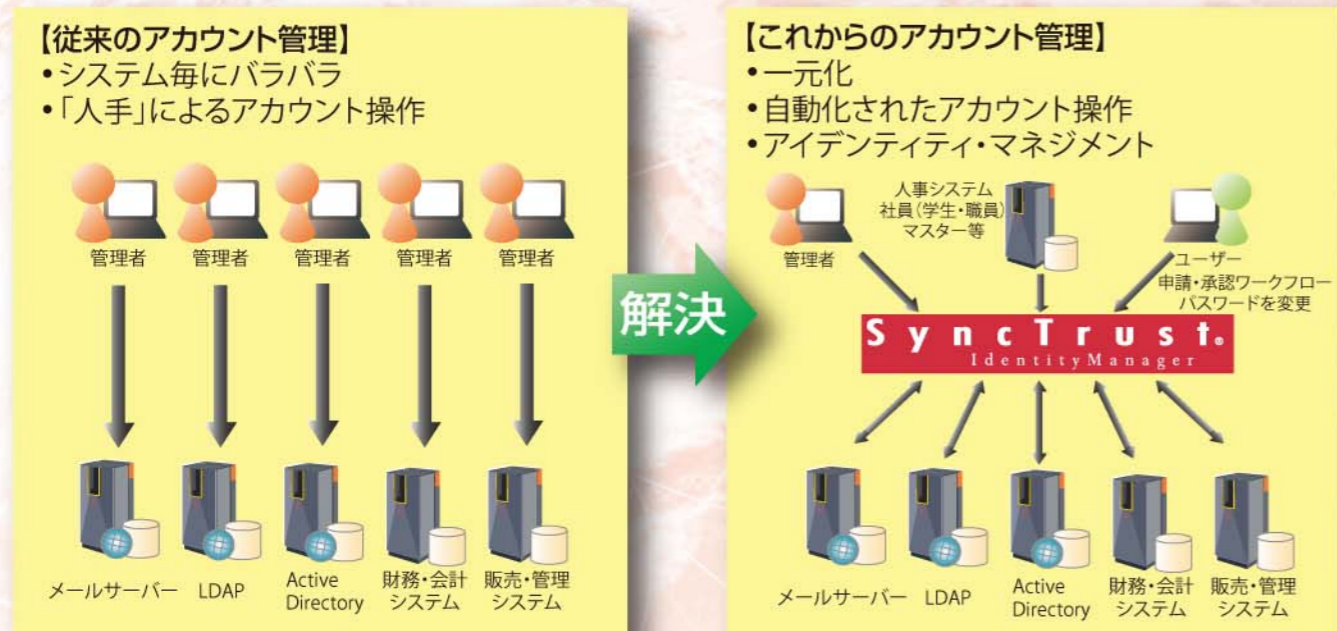 【従来のアカウント管理】
•システム毎にバラバラ
•「人手」によるアカウント操作
管理者
管理者
管理者
管理者
管理者
メールサーバー
LDAP
Active
Directory
財務・会計
システム
販売・管理
システム
解決
【これからのアカウント管理】
•一元化
•自動化されたアカウント操作
•アイデンティティ・マネジメント
管理者
人事システム
社員(学生・職員)
マスター等
ユーザー
申請・承認ワークフロー
パスワードを変更
SyncTrust®
IdentityManager
メールサーバー
LDAP
Active
Directory
財務・会計
システム
販売・管理
システム